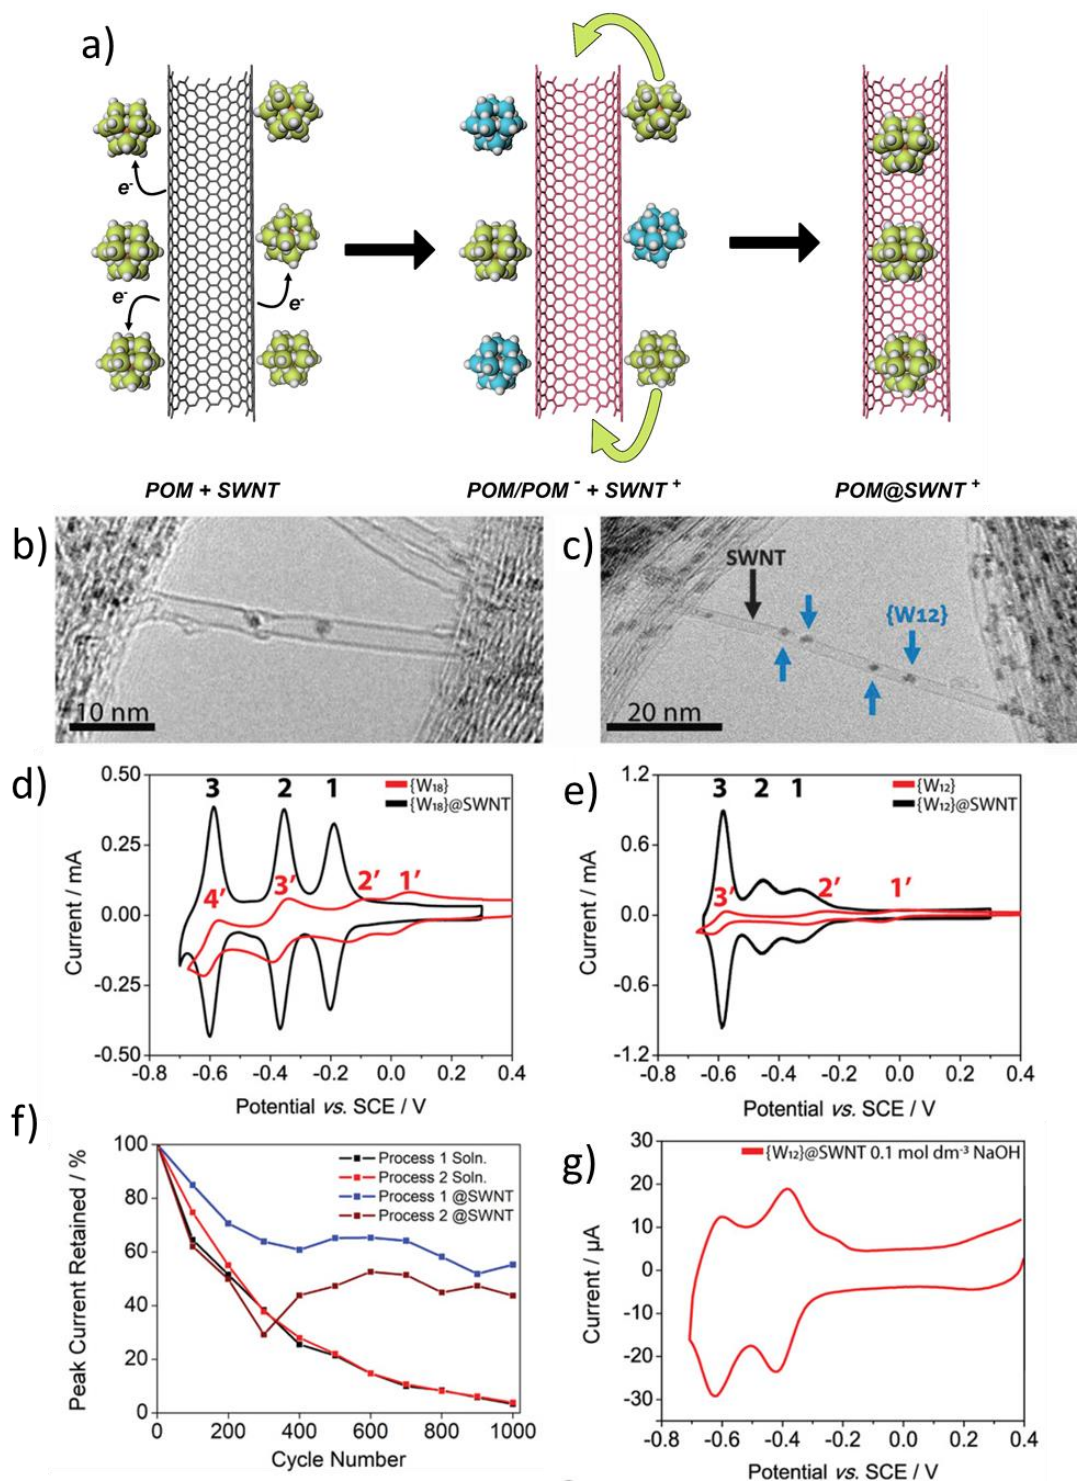 a)
e-
e-
e-
POM + SWNT
POM/POM - + SWNT +
POM@SWNT +
b)
10 nm
c)
SWNT
{W12}
20 nm
d)
0.50
0.25
0.00
-0.25
-0.50
Current / mA
3 2 1
{W18}
{W18}@SWNT
4' 3' 2' 1'
-0.8 -0.6 -0.4 -0.2 0.0 0.2 0.4
Potential vs. SCE / V
e)
1.2
0.6
0.0
-0.6
-1.2
Current / mA
3 2 1
{W12}
{W12}@SWNT
3' 2' 1'
-0.8 -0.6 -0.4 -0.2 0.0 0.2 0.4
Potential vs. SCE / V
f)
100
80
60
40
20
0
Peak Current Retained / %
Process 1 Soln.
Process 2 Soln.
Process 1 @SWNT
Process 2 @SWNT
0 200 400 600 800 1000
Cycle Number
g)
30
20
10
0
-10
-20
-30
Current / µA
{W12}@SWNT 0.1 mol dm-3 NaOH
-0.8 -0.6 -0.4 -0.2 0.0 0.2 0.4
Potential vs. SCE / V